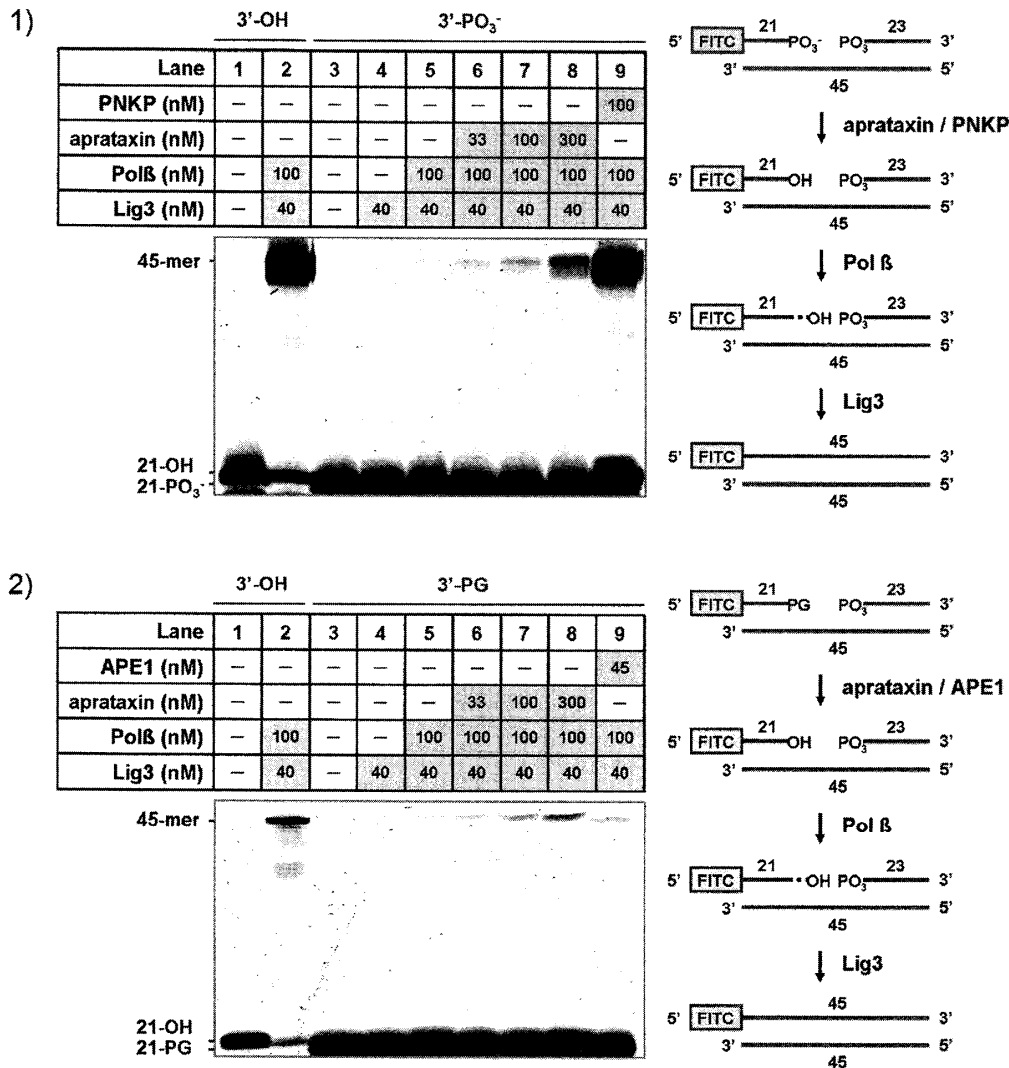 1)
3'-OH 3'-PO₃⁻
Lane 1 2 3 4 5 6 7 8 9
PNKP (nM) – – – – – – – – 100
aprataxin (nM) – – – – – 33 100 300 –
Polß (nM) – 100 – – 100 100 100 100 100
Lig3 (nM) – 40 – 40 40 40 40 40 40
45-mer
21-OH
21-PO₃⁻
21 23
5' FITC PO₃⁻ PO₃ 3'
3' 5'
45
aprataxin / PNKP
21 23
5' FITC OH PO₃ 3'
3' 5'
45
Pol ß
21 23
5' FITC OH PO₃ 3'
3' 5'
45
Lig3
45
5' FITC 3'
3' 5'
45
2)
3'-OH 3'-PG
Lane 1 2 3 4 5 6 7 8 9
APE1 (nM) – – – – – – – – 45
aprataxin (nM) – – – – – 33 100 300 –
Polß (nM) – 100 – – 100 100 100 100 100
Lig3 (nM) – 40 – 40 40 40 40 40 40
45-mer
21-OH
21-PG
21 23
5' FITC PG PO₃ 3'
3' 5'
45
aprataxin / APE1
21 23
5' FITC OH PO₃ 3'
3' 5'
45
Pol ß
21 23
5' FITC OH PO₃ 3'
3' 5'
45
Lig3
45
5' FITC 3'
3' 5'
45